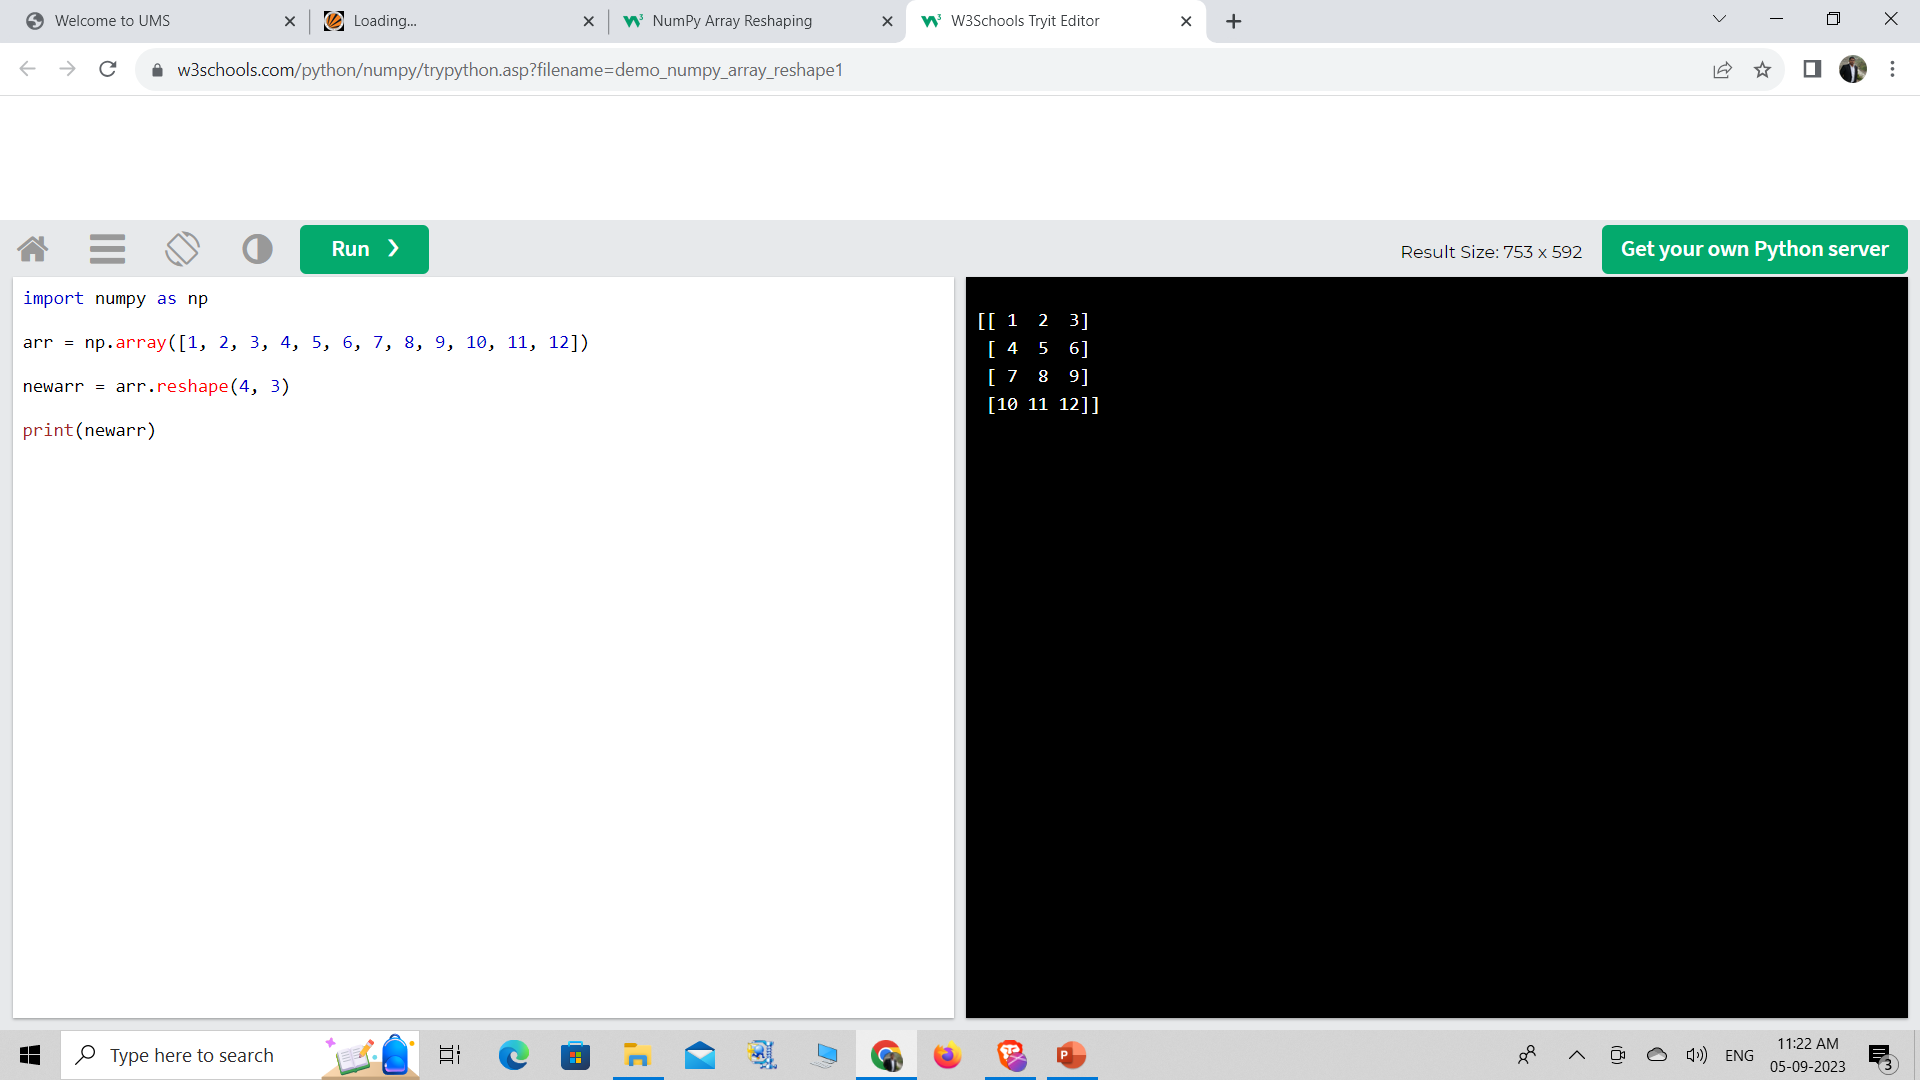 Welcome to UMS
Loading...
NumPy Array Reshaping
W3Schools Tryit Editor
w3schools.com/python/numpy/trypython.asp?filename=demo_numpy_array_reshape1
Run ❯
Result Size: 753 x 592
Get your own Python server
import numpy as np
arr = np.array([1, 2, 3, 4, 5, 6, 7, 8, 9, 10, 11, 12])
newarr = arr.reshape(4, 3)
print(newarr)
[[ 1  2  3]
 [ 4  5  6]
 [ 7  8  9]
 [10 11 12]]
Type here to search
ENG
11:22 AM
05-09-2023
3